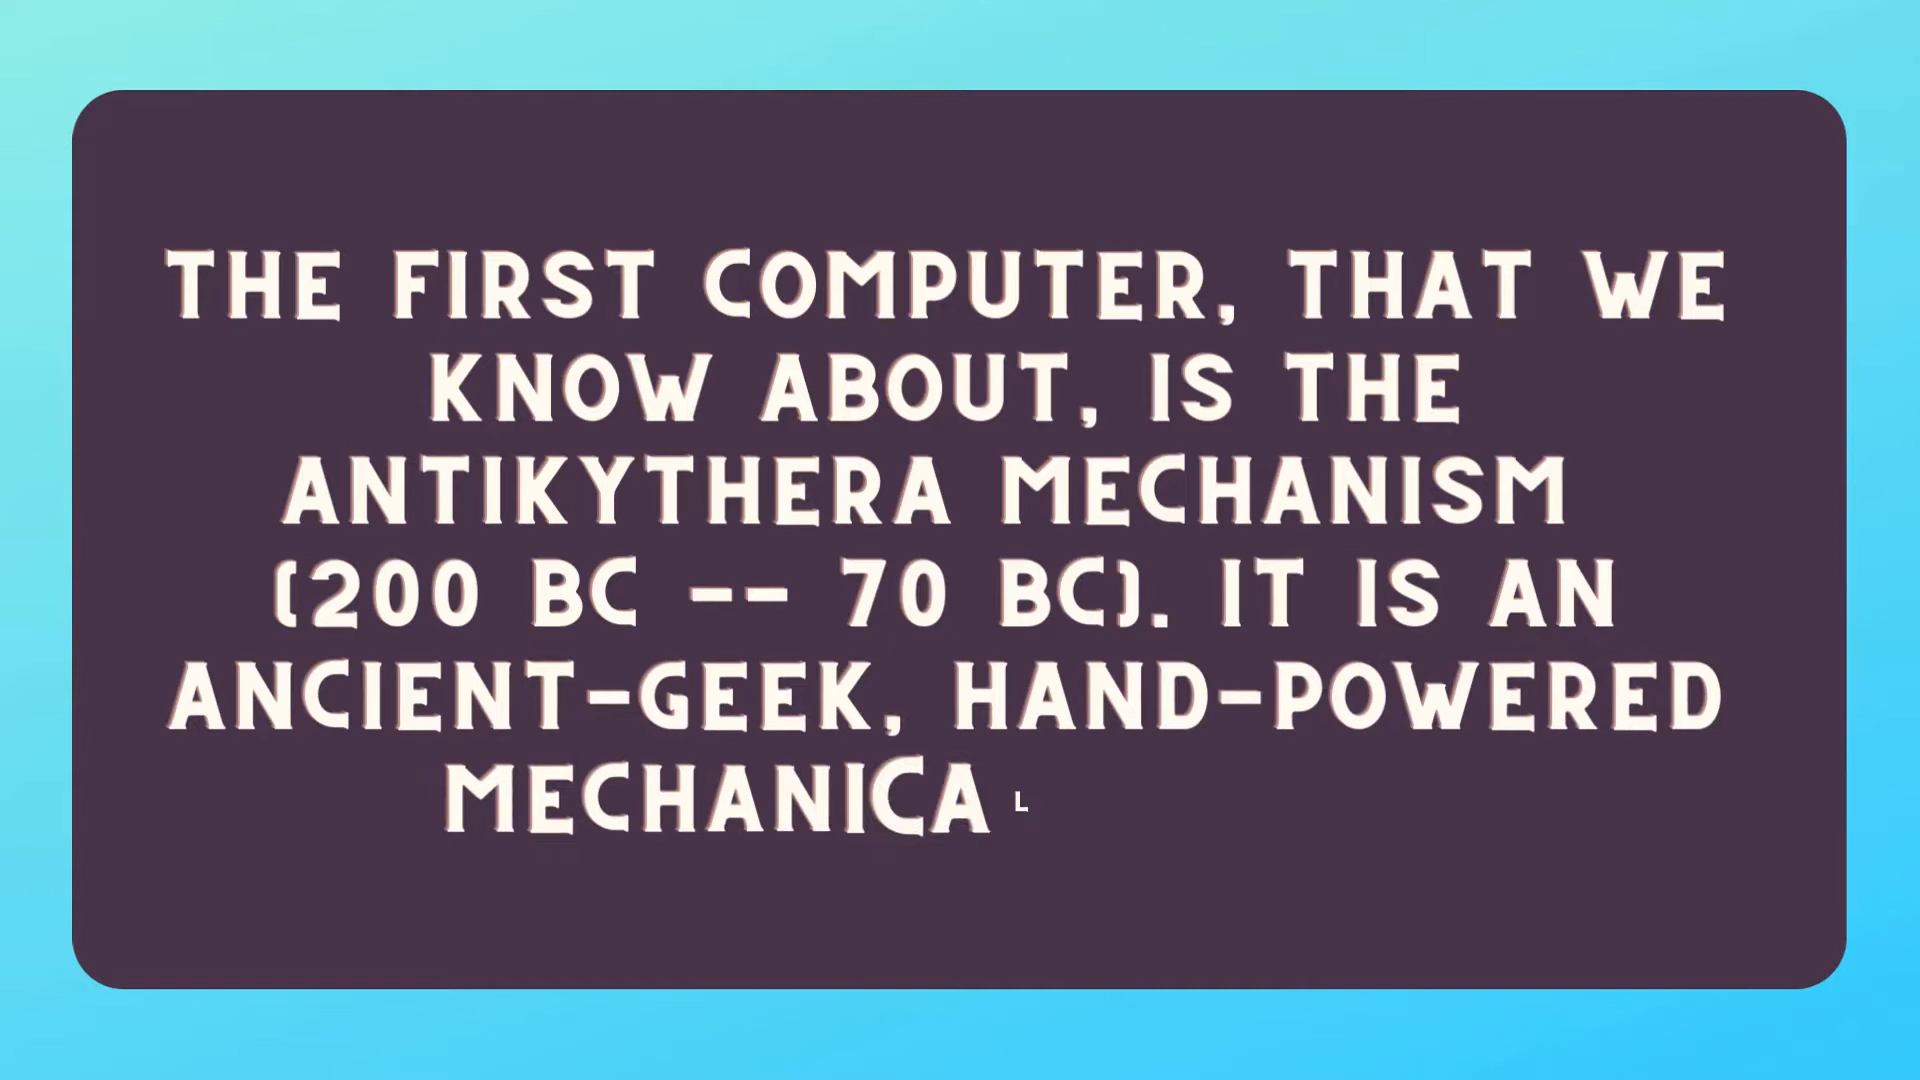 THE FIRST COMPUTER, THAT WE
KNOW ABOUT, IS THE
ANTIKYTHERA MECHANISM
(200 BC -- 70 BC). IT IS AN
ANCIENT-GEEK, HAND-POWERED
MECHANICAL